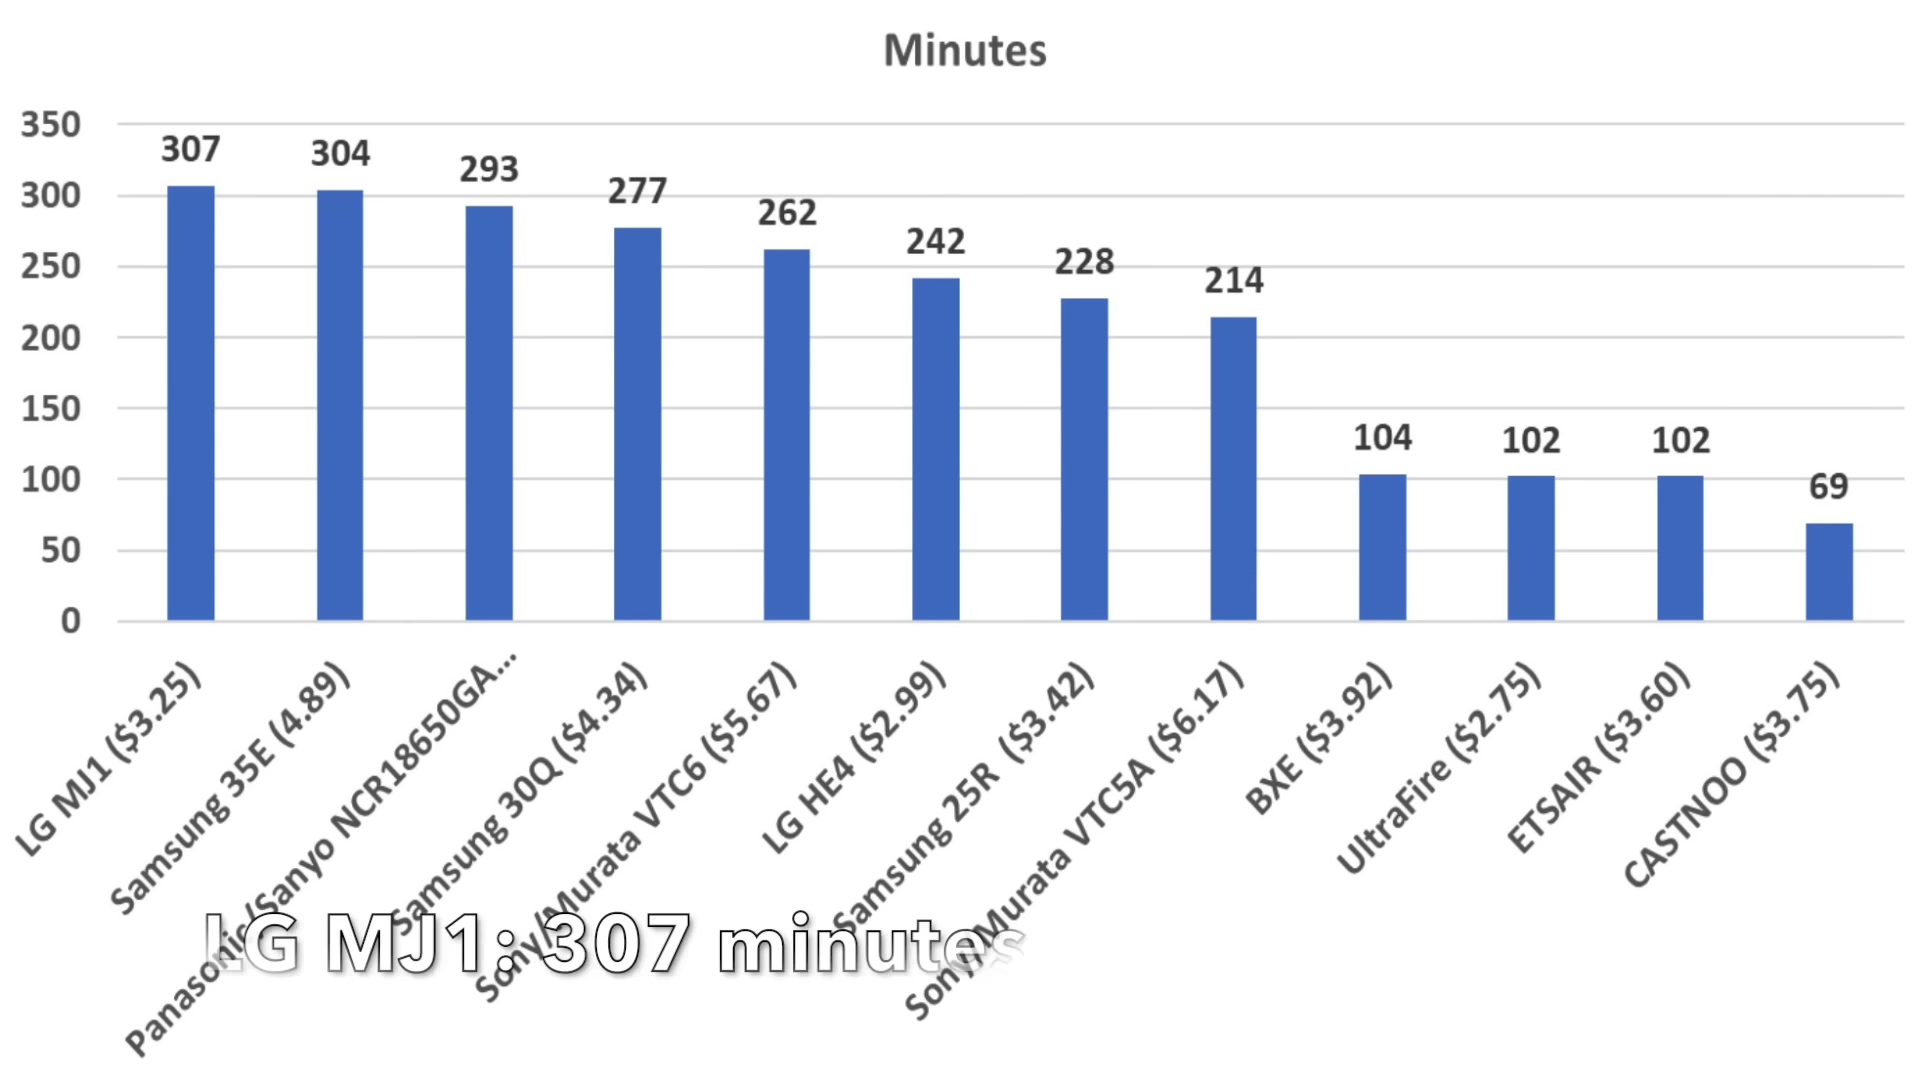 Minutes
350
300
250
200
150
100
50
0
307
304
293
277
262
242
228
214
104
102
102
69
LG MJ1 ($3.25)
Samsung 35E (4.89)
Panasonic/Sanyo NCR18650GA...
Samsung 30Q ($4.34)
Sony/Murata VTC6 ($5.67)
LG HE4 ($2.99)
Samsung 25R ($3.42)
Sony/Murata VTC5A ($6.17)
BXE ($3.92)
UltraFire ($2.75)
ETSAIR ($3.60)
CASTNOO ($3.75)
LG MJ1: 307 minutes